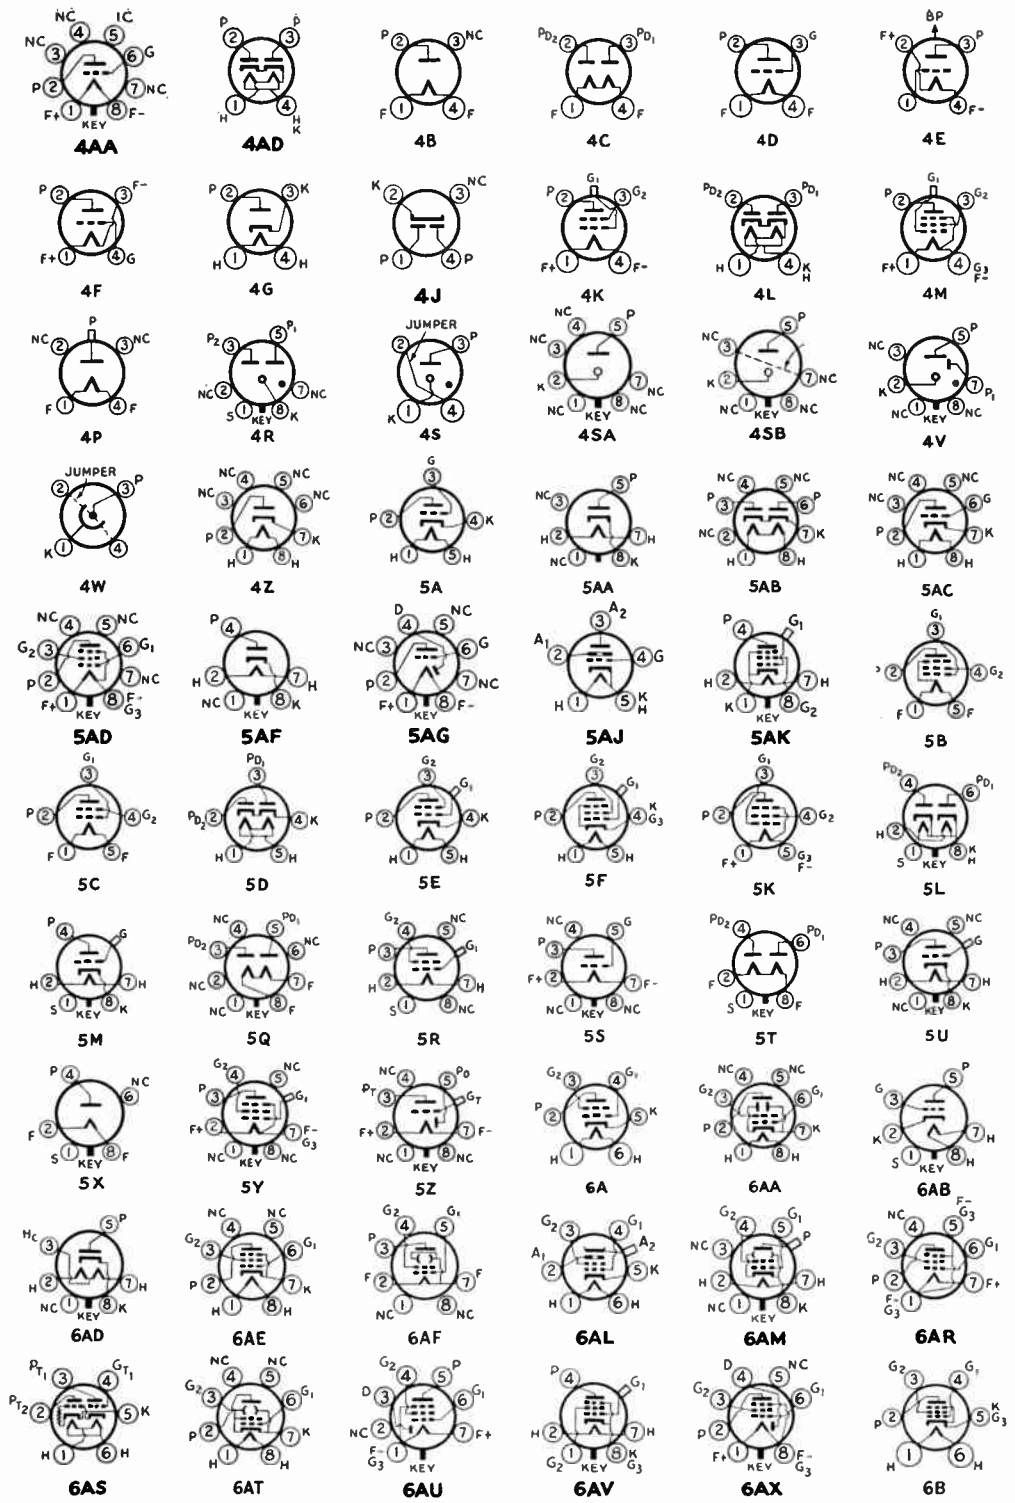 NC 4 5 IC NC 3 6 G P 2 7 NC F+ 1 8 F- KEY
4AA
P 2 3 P H 1 4 H K
4AD
P 2 3 NC F 1 4 F
4B
PD2 2 3 PD1 F 1 4 F
4C
P 2 3 G F 1 4 F
4D
BP F+ 2 3 P 1 4 F-
4E
P 2 3 F- F+ 1 4 G
4F
P 2 3 K H 1 4 H
4G
K 2 3 NC P 1 4 P
4J
G1 P 2 3 G2 F+ 1 4 F-
4K
PD2 2 3 PD1 H 1 4 K H
4L
G1 P 2 3 G2 F+ 1 4 G3 F-
4M
P NC 2 3 NC F 1 4 F
4P
P2 3 5 P1 NC 2 7 NC S 1 8 K KEY
4R
JUMPER 2 3 P K 1 4
4S
NC 4 5 P NC 3 K 2 7 NC NC 1 8 NC KEY
4SA
5 P NC 3 K 2 7 NC NC 1 8 NC KEY
4SB
5 P NC 3 K 2 7 P1 NC 1 8 NC KEY
4V
JUMPER 2 3 P K 1 4
4W
NC 4 5 NC NC 3 6 NC P 2 7 K H 1 8 H
4Z
G 3 P 2 4 K H 1 5 H
5A
5 P NC 3 H 2 7 H NC 1 8 K
5AA
NC 4 5 NC P 3 6 P NC 2 7 K H 1 8 H
5AB
NC 4 5 NC NC 3 6 G P 2 7 K H 1 8 H
5AC
NC 4 5 NC G2 3 6 G1 P 2 7 NC F+ 1 8 F- G3 KEY
5AD
P 4 H 2 7 H NC 1 8 K KEY
5AF
D 4 5 NC NC 3 6 G P 2 7 NC F+ 1 8 F- KEY
5AG
A2 3 A1 2 4 G H 1 5 K H
5AJ
P 4 G1 H 2 7 H K 1 8 G2 KEY
5AK
G1 3 2 4 G2 F 1 5 F
5B
G1 3 P 2 4 G2 F 1 5 F
5C
PD1 3 PD2 2 4 K H 1 5 H
5D
G2 3 G1 P 2 4 K H 1 5 H
5E
G2 3 G1 P 2 4 K G3 H 1 5 H
5F
G1 3 P 2 4 G2 F+ 1 5 G3 F-
5K
PD2 4 6 PD1 H 2 S 1 8 K H KEY
5L
P 4 G H 2 7 H S 1 8 K KEY
5M
NC 4 5 PD1 PD2 3 6 NC NC 2 7 F NC 1 8 F
5Q
G2 4 5 NC P 3 G1 H 2 7 H S 1 8 NC KEY
5R
NC 4 5 G P 3 F+ 2 7 F- NC 1 8 NC KEY
5S
PD2 4 6 PD1 F 2 S 1 8 F KEY
5T
NC 4 5 NC P 3 G H 2 7 H NC 1 8 K KEY
5U
P 4 6 NC F 2 S 1 8 F KEY
5X
G2 4 5 NC P 3 G1 F+ 2 7 F- G3 NC 1 8 NC KEY
5Y
NC 4 5 PD PT 3 GT F+ 2 7 F- NC 1 8 NC KEY
5Z
G2 3 4 G1 P 2 5 K H 1 6 H
6A
NC 4 5 NC G2 3 6 G1 P 2 7 K H 1 8 H
6AA
5 P G 3 K 2 7 H S 1 8 H KEY
6AB
5 P HC 3 H 2 7 H NC 1 8 K KEY
6AD
NC 4 5 NC G2 3 6 G1 P 2 7 K H 1 8 H
6AE
G2 4 5 G1 P 3 F 2 7 F NC 1 8 NC
6AF
G2 3 4 G1 A2 A1 2 5 K H 1 6 H
6AL
G2 4 5 G1 P NC 3 H 2 7 H NC 1 8 K KEY
6AM
NC 4 5 F- G3 G2 3 6 G1 P 2 7 F+ F- G3 1
6AR
PT1 3 4 GT1 PT2 2 5 K H 1 6 H
6AS
NC 4 5 NC G2 3 6 G1 P 2 7 K H 1 8 H
6AT
G2 4 5 P D 3 6 G1 NC 2 7 F+ F- G3 1 KEY
6AU
P 4 G1 H 2 7 H G2 1 8 K G3 KEY
6AV
D 4 5 NC G2 3 6 G1 P 2 7 NC F+ 1 8 F- G3 KEY
6AX
G2 3 4 G1 P 2 5 K G3 H 1 6 H
6B